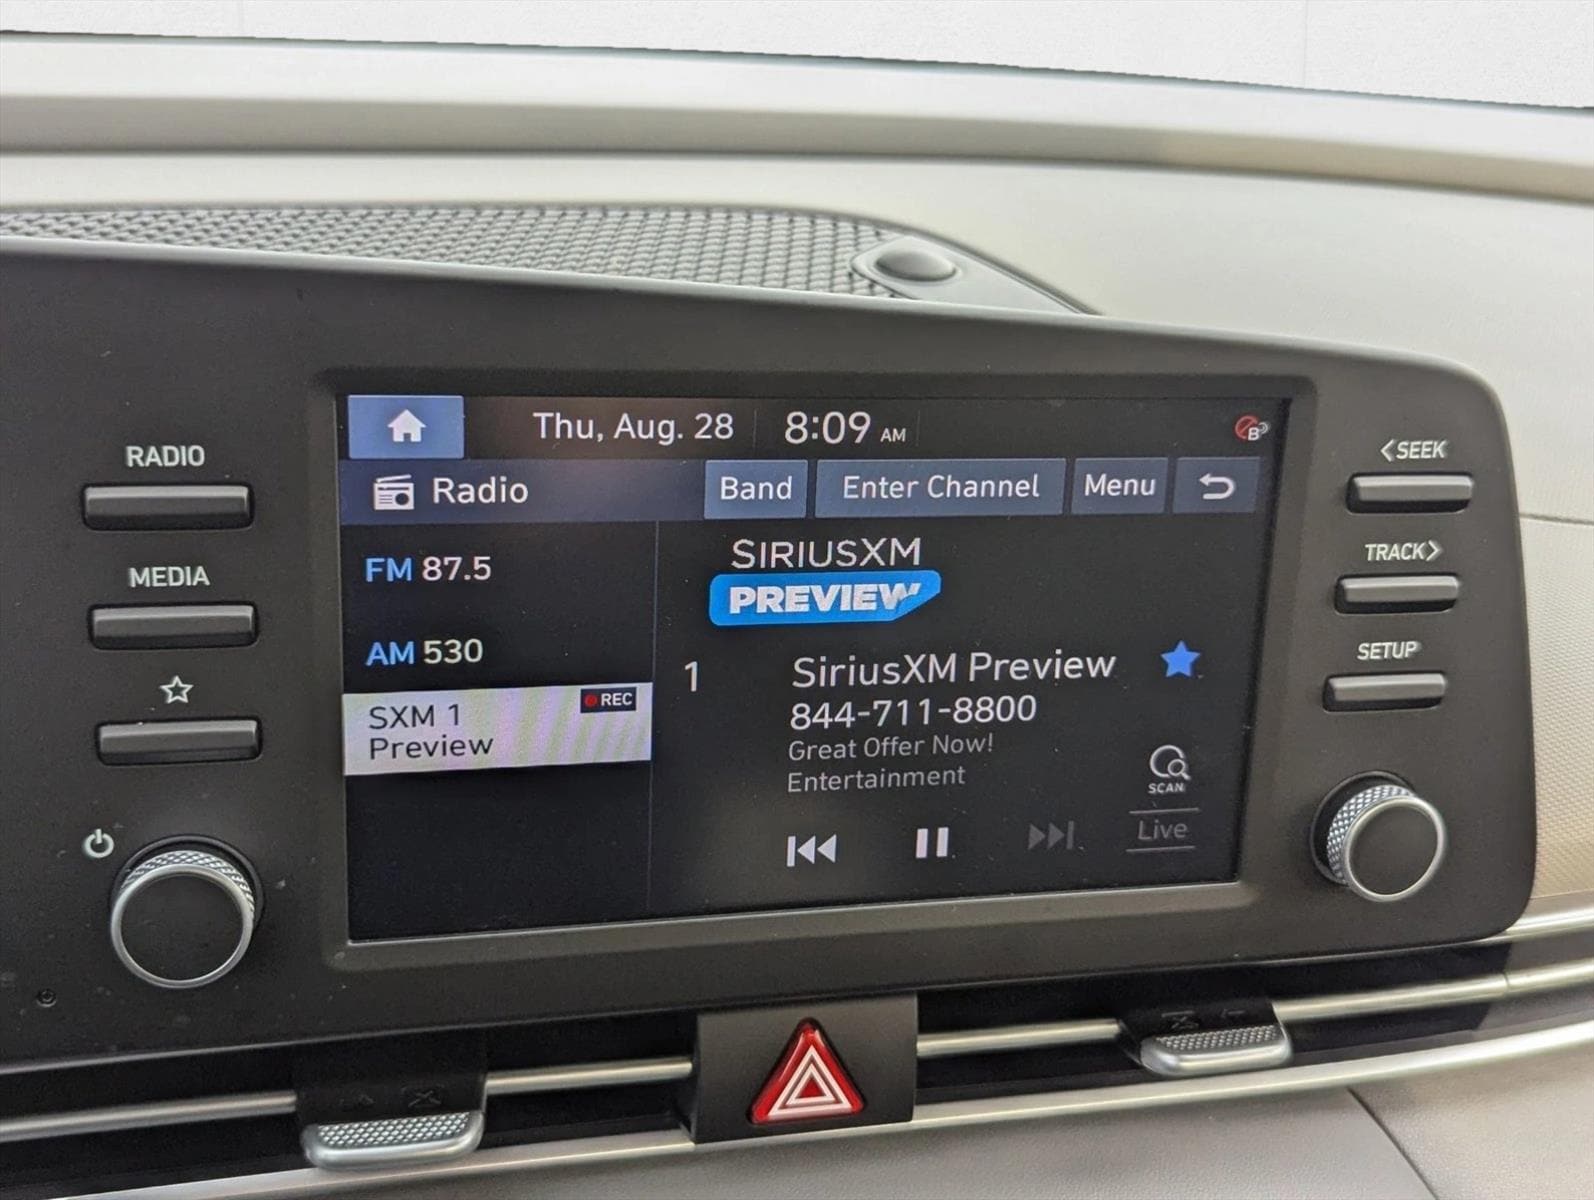 Thu, Aug. 28 8:09 AM
B
Radio Band Enter Channel Menu
FM 87.5
AM 530
SXM 1 REC
Preview
SIRIUSXM
PREVIEW
1 SiriusXM Preview
844-711-8800
Great Offer Now!
Entertainment
SCAN
Live
RADIO
MEDIA
<SEEK
TRACK>
SETUP